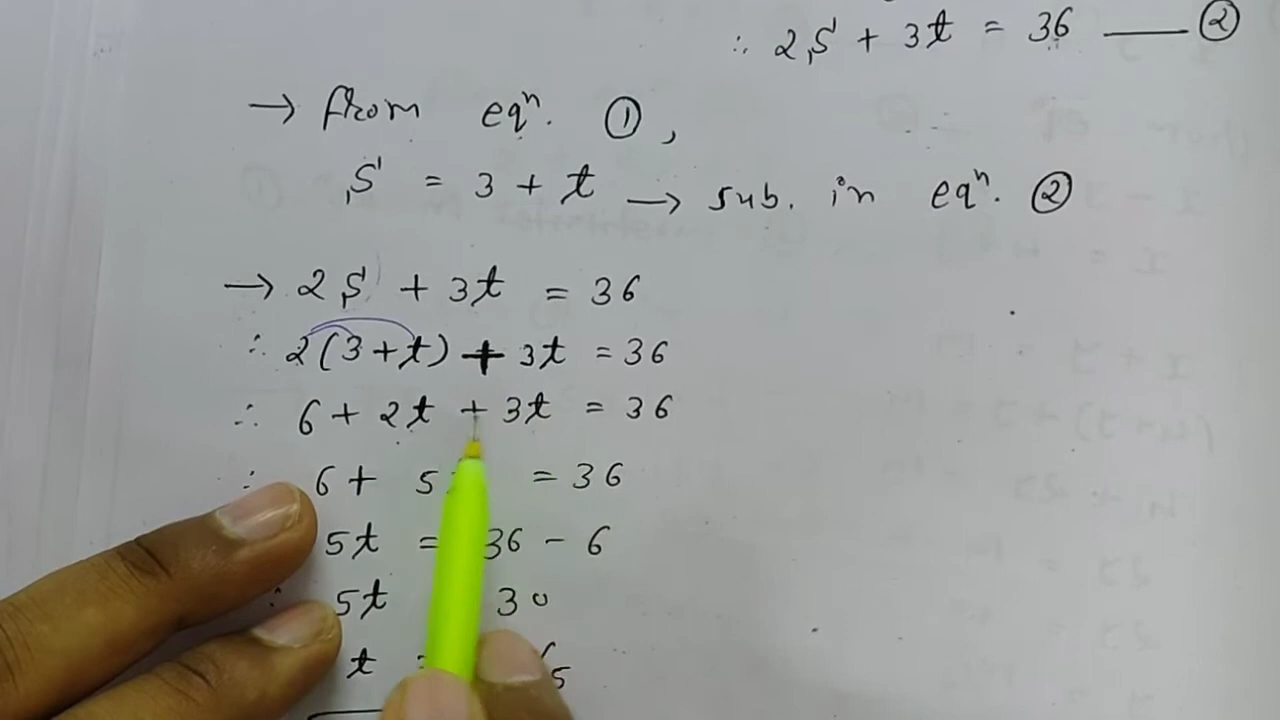 ∴ 2s + 3t = 36 —— ②
→ from eqⁿ. ①,
s = 3 + t → sub. in eqⁿ. ②
→ 2s + 3t = 36
∴ 2(3+t) + 3t = 36
∴ 6 + 2t + 3t = 36
∴ 6 + 5 = 36
5t = 36 - 6
∴ 5t 30
t = /5